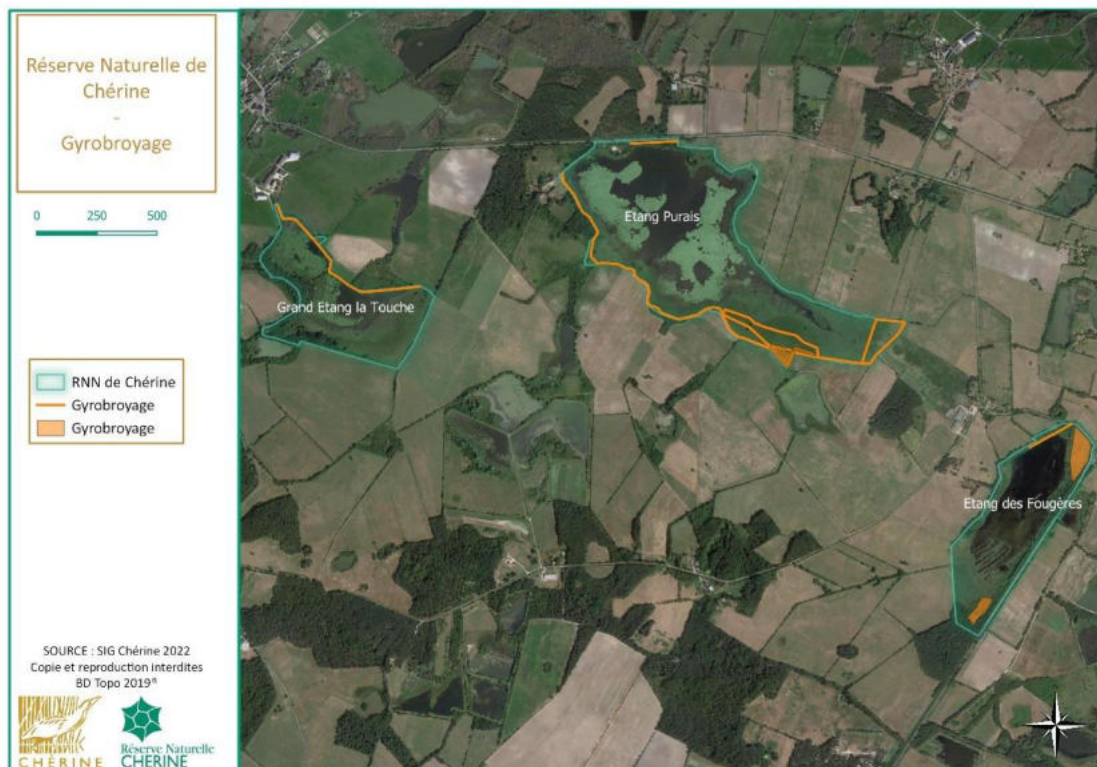 Réserve Naturelle de
Chérine
-
Gyrobroyage
0 250 500
Etang Purais
Grand Etang la Touche
Etang des Fougères
RNN de Chérine
Gyrobroyage
Gyrobroyage
SOURCE : SIG Chérine 2022
Copie et reproduction interdites
BD Topo 2019®
CHÉRINE
Réserve Naturelle
CHERINE